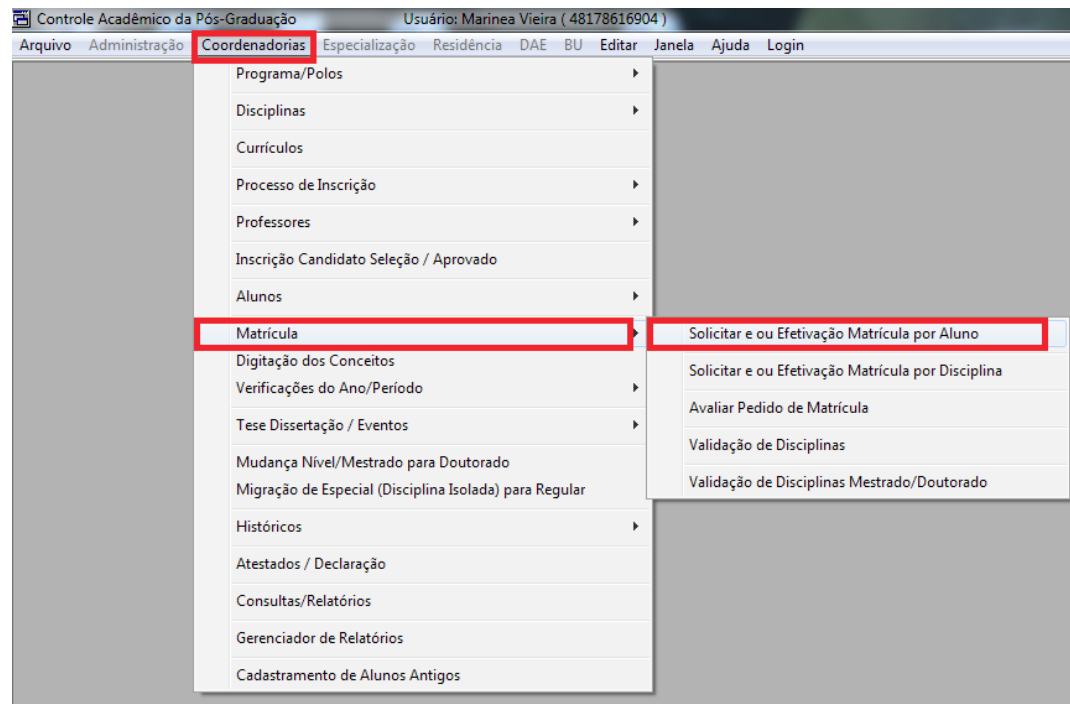 Controle Acadêmico da Pós-Graduação Usuário: Marinea Vieira ( 48178616904 )
Arquivo Administração Coordenadorias Especialização Residência DAE BU Editar Janela Ajuda Login
Programa/Polos
Disciplinas
Currículos
Processo de Inscrição
Professores
Inscrição Candidato Seleção / Aprovado
Alunos
Matrícula
Digitação dos Conceitos
Verificações do Ano/Período
Tese Dissertação / Eventos
Mudança Nível/Mestrado para Doutorado
Migração de Especial (Disciplina Isolada) para Regular
Históricos
Atestados / Declaração
Consultas/Relatórios
Gerenciador de Relatórios
Cadastramento de Alunos Antigos
Solicitar e ou Efetivação Matrícula por Aluno
Solicitar e ou Efetivação Matrícula por Disciplina
Avaliar Pedido de Matrícula
Validação de Disciplinas
Validação de Disciplinas Mestrado/Doutorado